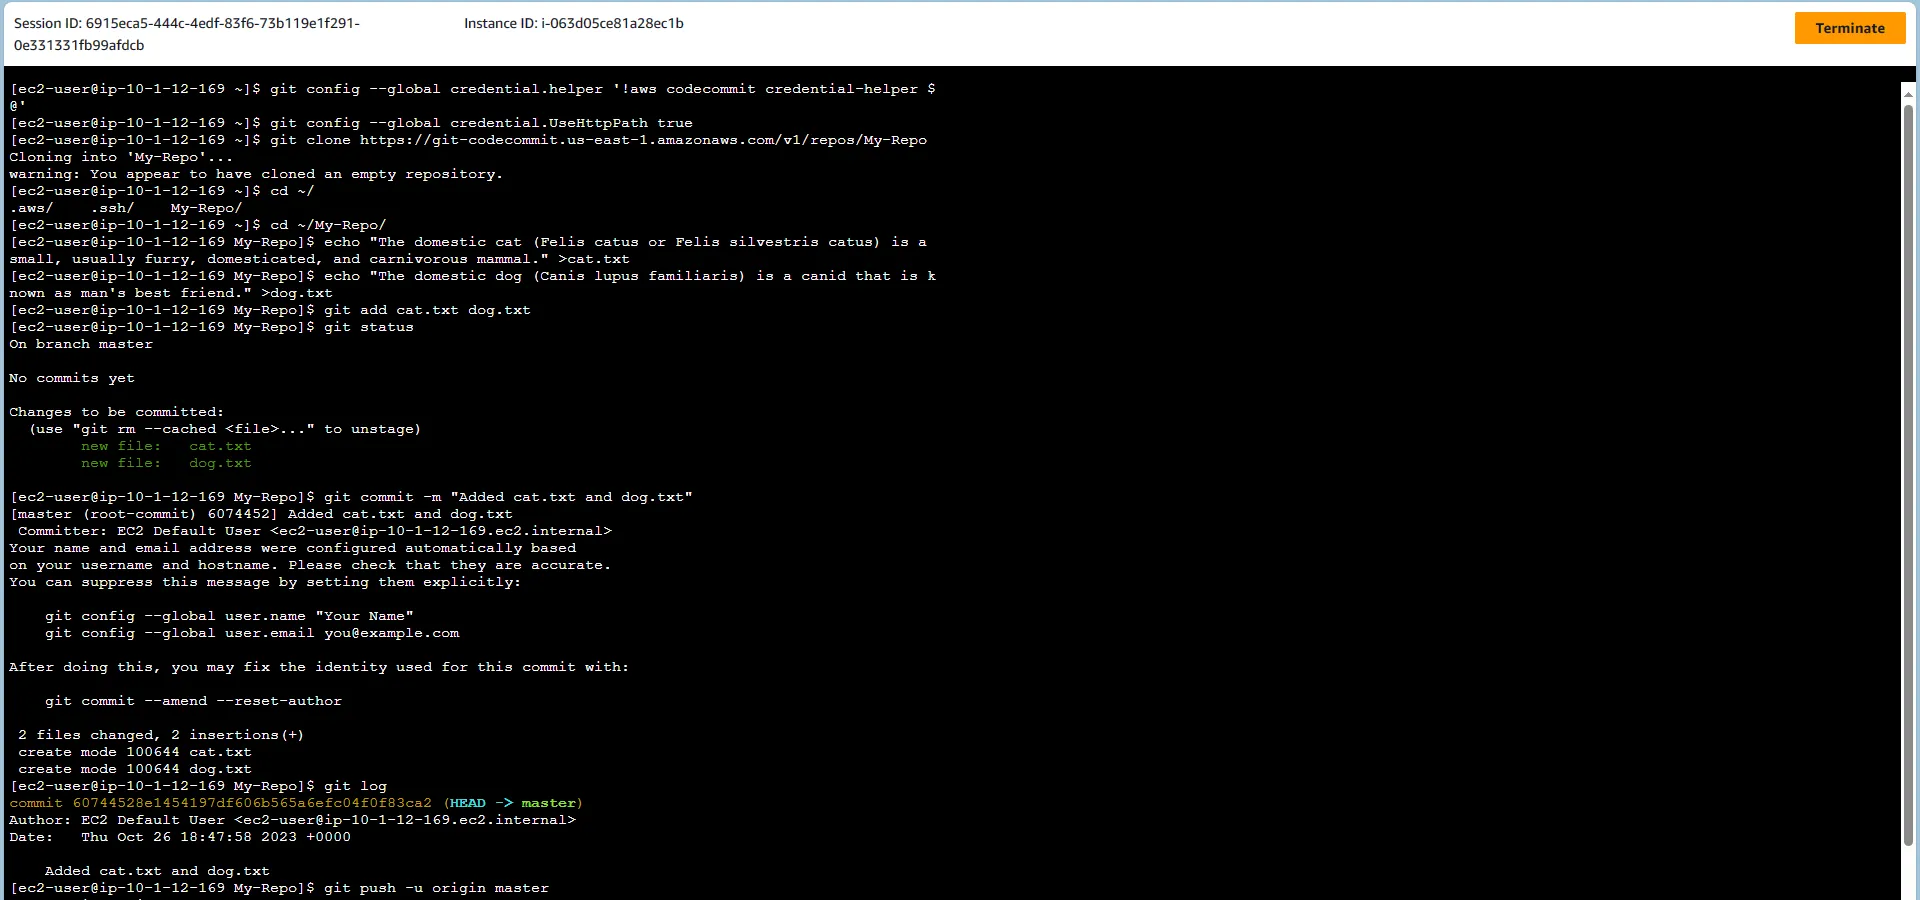 Session ID: 6915eca5-444c-4edf-83f6-73b119e1f291-
0e331331fb99afdcb
Instance ID: i-063d05ce81a28ec1b
Terminate
[ec2-user@ip-10-1-12-169 ~]$ git config --global credential.helper '!aws codecommit credential-helper $
@'
[ec2-user@ip-10-1-12-169 ~]$ git config --global credential.UseHttpPath true
[ec2-user@ip-10-1-12-169 ~]$ git clone https://git-codecommit.us-east-1.amazonaws.com/v1/repos/My-Repo
Cloning into 'My-Repo'...
warning: You appear to have cloned an empty repository.
[ec2-user@ip-10-1-12-169 ~]$ cd ~/
.aws/    .ssh/    My-Repo/
[ec2-user@ip-10-1-12-169 ~]$ cd ~/My-Repo/
[ec2-user@ip-10-1-12-169 My-Repo]$ echo "The domestic cat (Felis catus or Felis silvestris catus) is a
small, usually furry, domesticated, and carnivorous mammal." >cat.txt
[ec2-user@ip-10-1-12-169 My-Repo]$ echo "The domestic dog (Canis lupus familiaris) is a canid that is k
nown as man's best friend." >dog.txt
[ec2-user@ip-10-1-12-169 My-Repo]$ git add cat.txt dog.txt
[ec2-user@ip-10-1-12-169 My-Repo]$ git status
On branch master
No commits yet
Changes to be committed:
  (use "git rm --cached <file>..." to unstage)
        new file:   cat.txt
        new file:   dog.txt
[ec2-user@ip-10-1-12-169 My-Repo]$ git commit -m "Added cat.txt and dog.txt"
[master (root-commit) 6074452] Added cat.txt and dog.txt
 Committer: EC2 Default User <ec2-user@ip-10-1-12-169.ec2.internal>
Your name and email address were configured automatically based
on your username and hostname. Please check that they are accurate.
You can suppress this message by setting them explicitly:
    git config --global user.name "Your Name"
    git config --global user.email you@example.com
After doing this, you may fix the identity used for this commit with:
    git commit --amend --reset-author
 2 files changed, 2 insertions(+)
 create mode 100644 cat.txt
 create mode 100644 dog.txt
[ec2-user@ip-10-1-12-169 My-Repo]$ git log
commit 60744528e1454197df606b565a6efc04f0f83ca2 (HEAD -> master)
Author: EC2 Default User <ec2-user@ip-10-1-12-169.ec2.internal>
Date:   Thu Oct 26 18:47:58 2023 +0000
    Added cat.txt and dog.txt
[ec2-user@ip-10-1-12-169 My-Repo]$ git push -u origin master